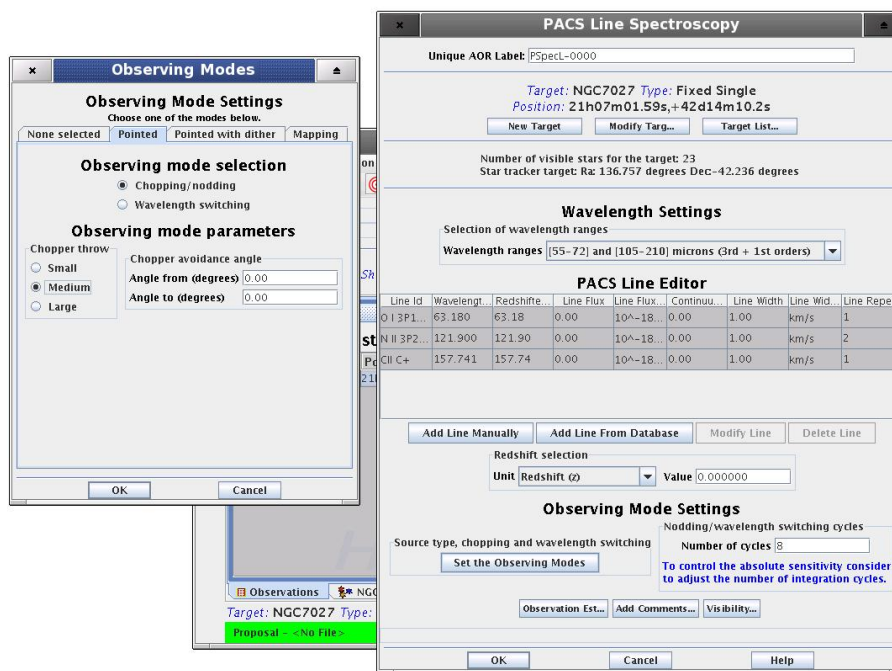 Observing Modes
Observing Mode Settings
Choose one of the modes below.
None selected Pointed Pointed with dither Mapping
Observing mode selection
Chopping/nodding
Wavelength switching
Observing mode parameters
Chopper throw
Small
Medium
Large
Chopper avoidance angle
Angle from (degrees) 0.00
Angle to (degrees) 0.00
OK Cancel
on
Sh
st
Observations NGC
Target: NGC7027 Type:
Proposal - <No File>
PACS Line Spectroscopy
Unique AOR Label: PSpecL-0000
Target: NGC7027 Type: Fixed Single
Position: 21h07m01.59s,+42d14m10.2s
New Target Modify Targ... Target List...
Number of visible stars for the target: 23
Star tracker target: Ra: 136.757 degrees Dec:-42.236 degrees
Wavelength Settings
Selection of wavelength ranges
Wavelength ranges [55-72] and [105-210] microns (3rd + 1st orders)
PACS Line Editor
Line Id Wavelengt... Redshifte... Line Flux Line Flux... Continuu... Line Width Line Wid... Line Repe
O I 3P1... 63.180 63.18 0.00 10^-18... 0.00 1.00 km/s 1
N II 3P2... 121.900 121.90 0.00 10^-18... 0.00 1.00 km/s 2
CII C+ 157.741 157.74 0.00 10^-18... 0.00 1.00 km/s 1
Add Line Manually Add Line From Database Modify Line Delete Line
Redshift selection
Unit Redshift (z) Value 0.000000
Observing Mode Settings
Source type, chopping and wavelength switching
Set the Observing Modes
Nodding/wavelength switching cycles
Number of cycles 8
To control the absolute sensitivity consider
to adjust the number of integration cycles.
Observation Est... Add Comments... Visibility...
OK Cancel Help